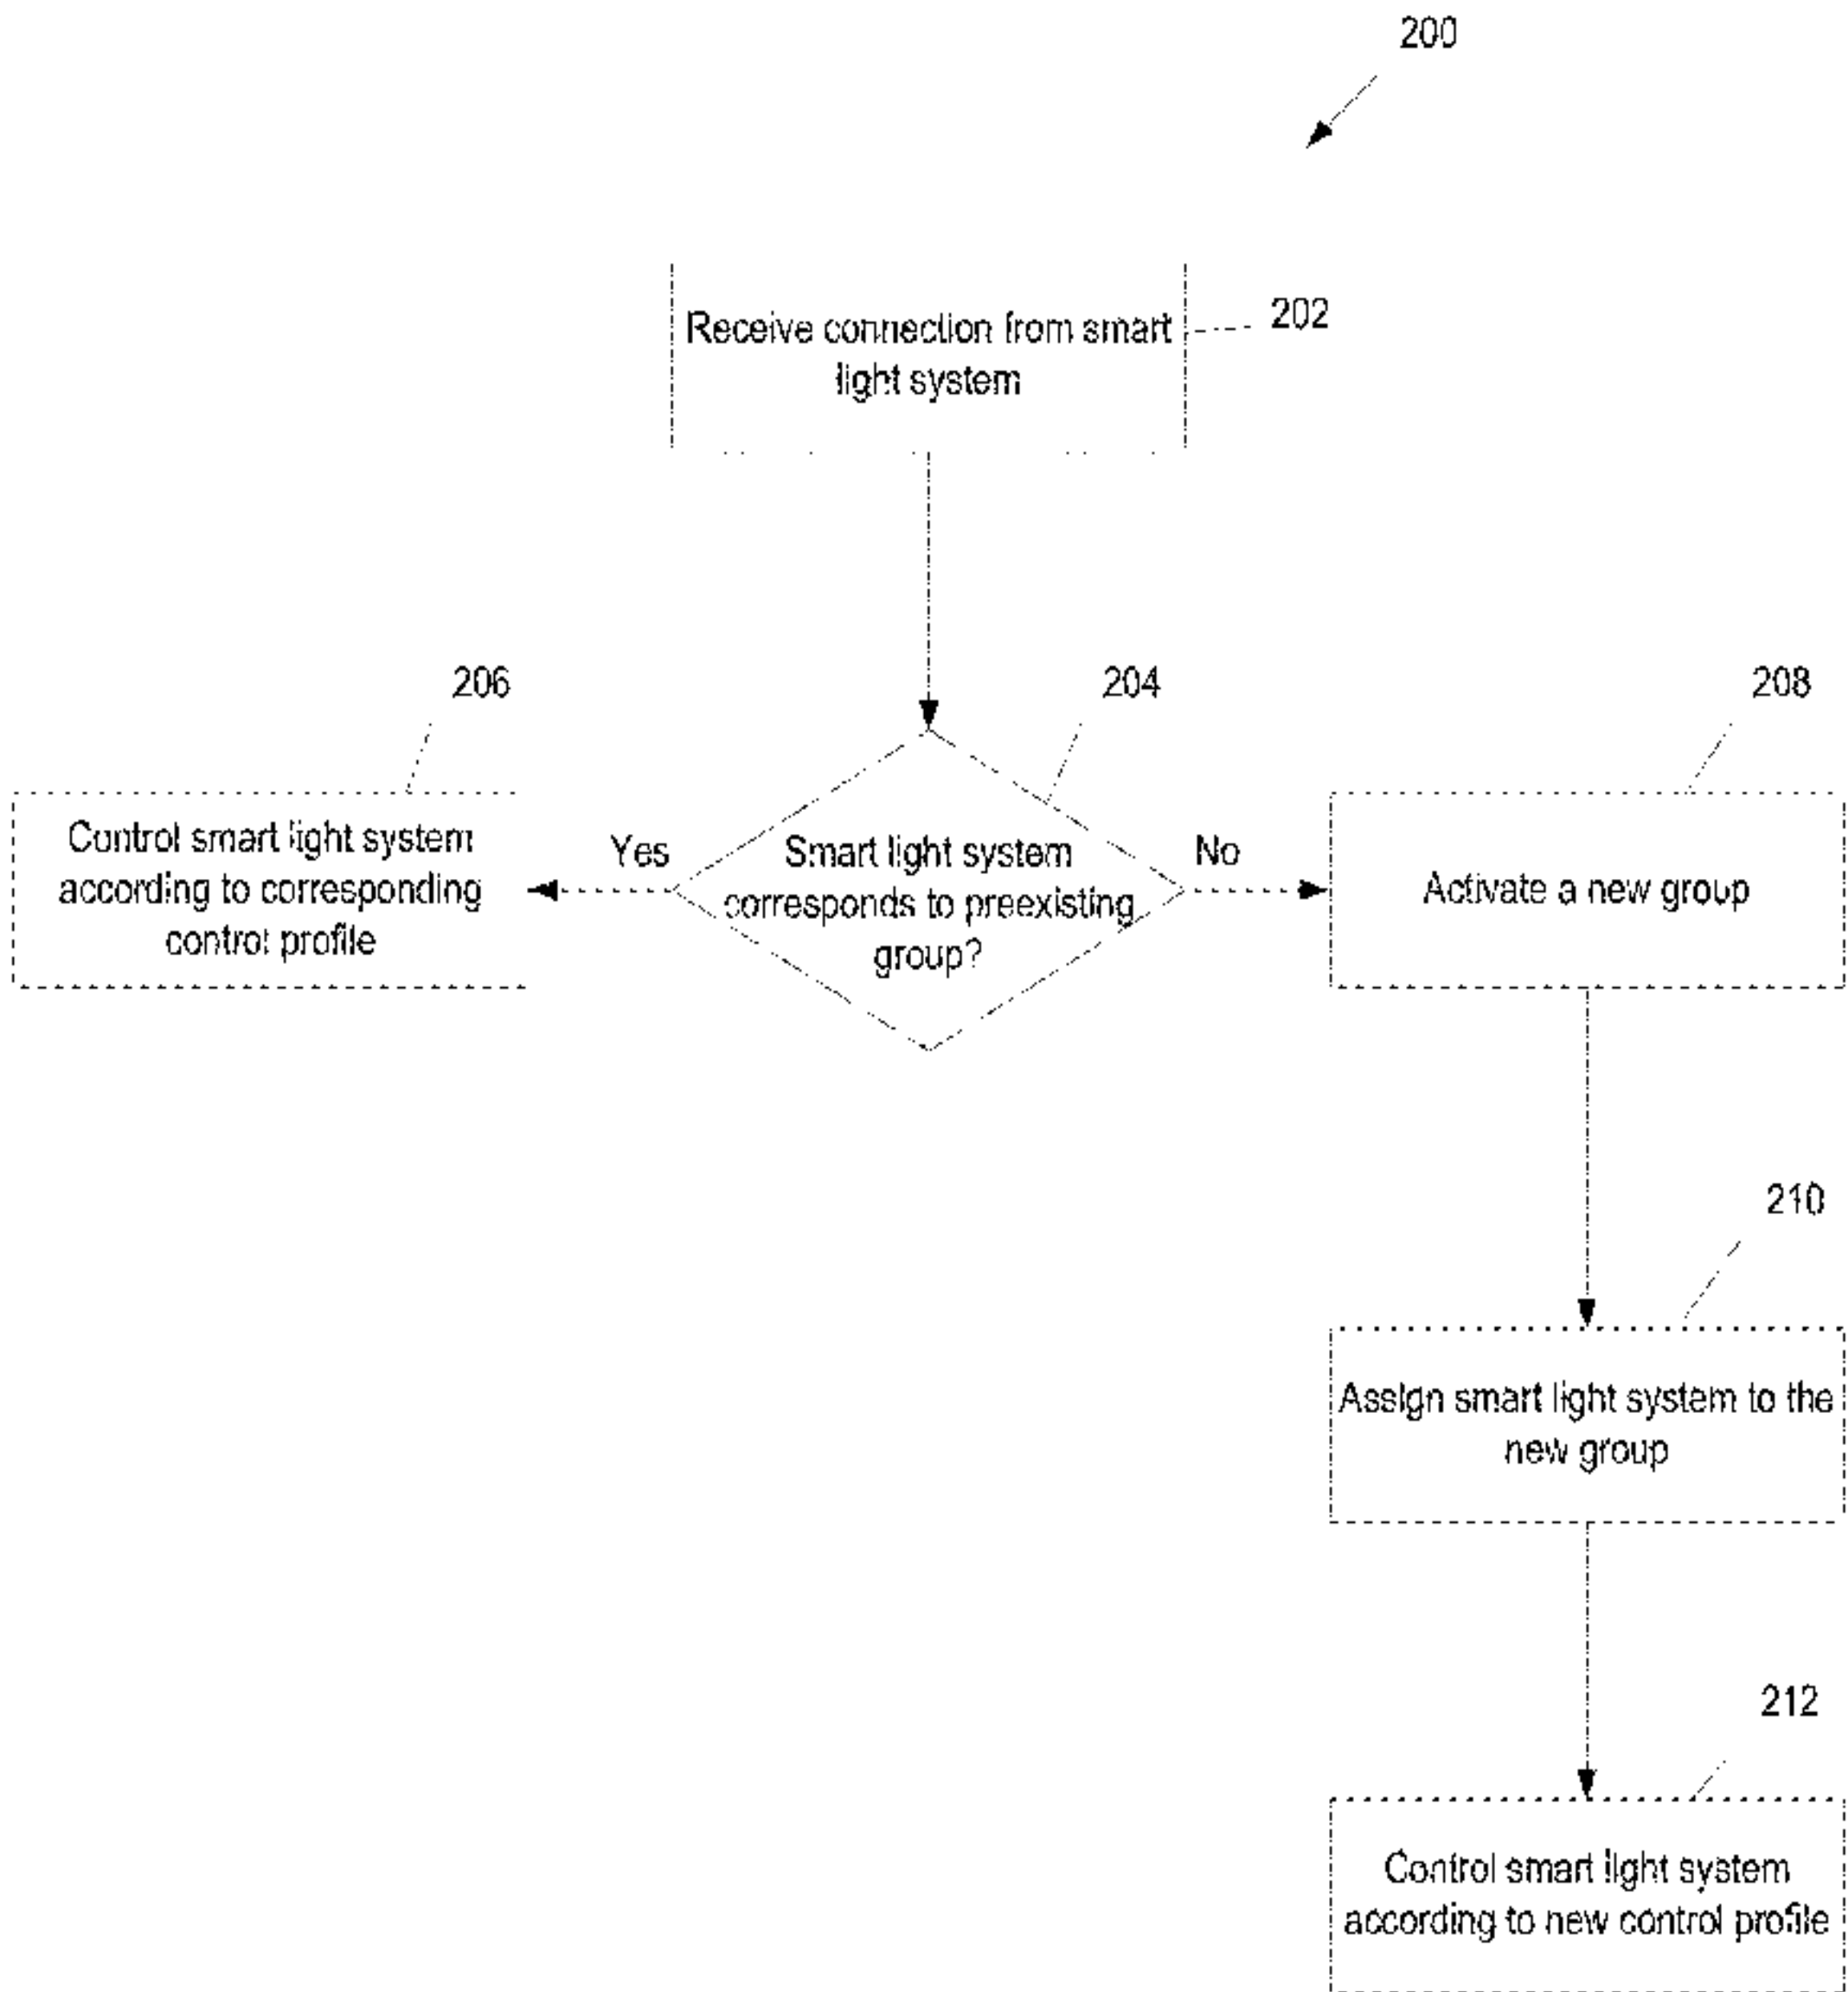 200
Receive connection from smart
light system
202
206
204
208
Control smart light system
according to corresponding
control profile
Yes
Smart light system
corresponds to preexisting
group?
No
Activate a new group
210
Assign smart light system to the
new group
212
Control smart light system
according to new control profile